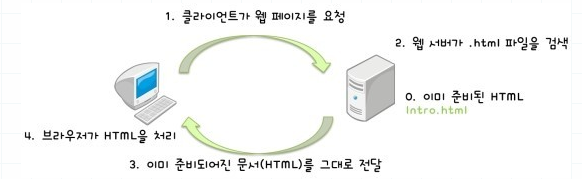 1. 클라이언트가 웹 페이지를 요청
2. 웹 서버가 .html 파일을 검색
0. 이미 준비된 HTML
Intro.html
4. 브라우저가 HTML을 처리
3. 이미 준비되어진 문서(HTML)를 그대로 전달